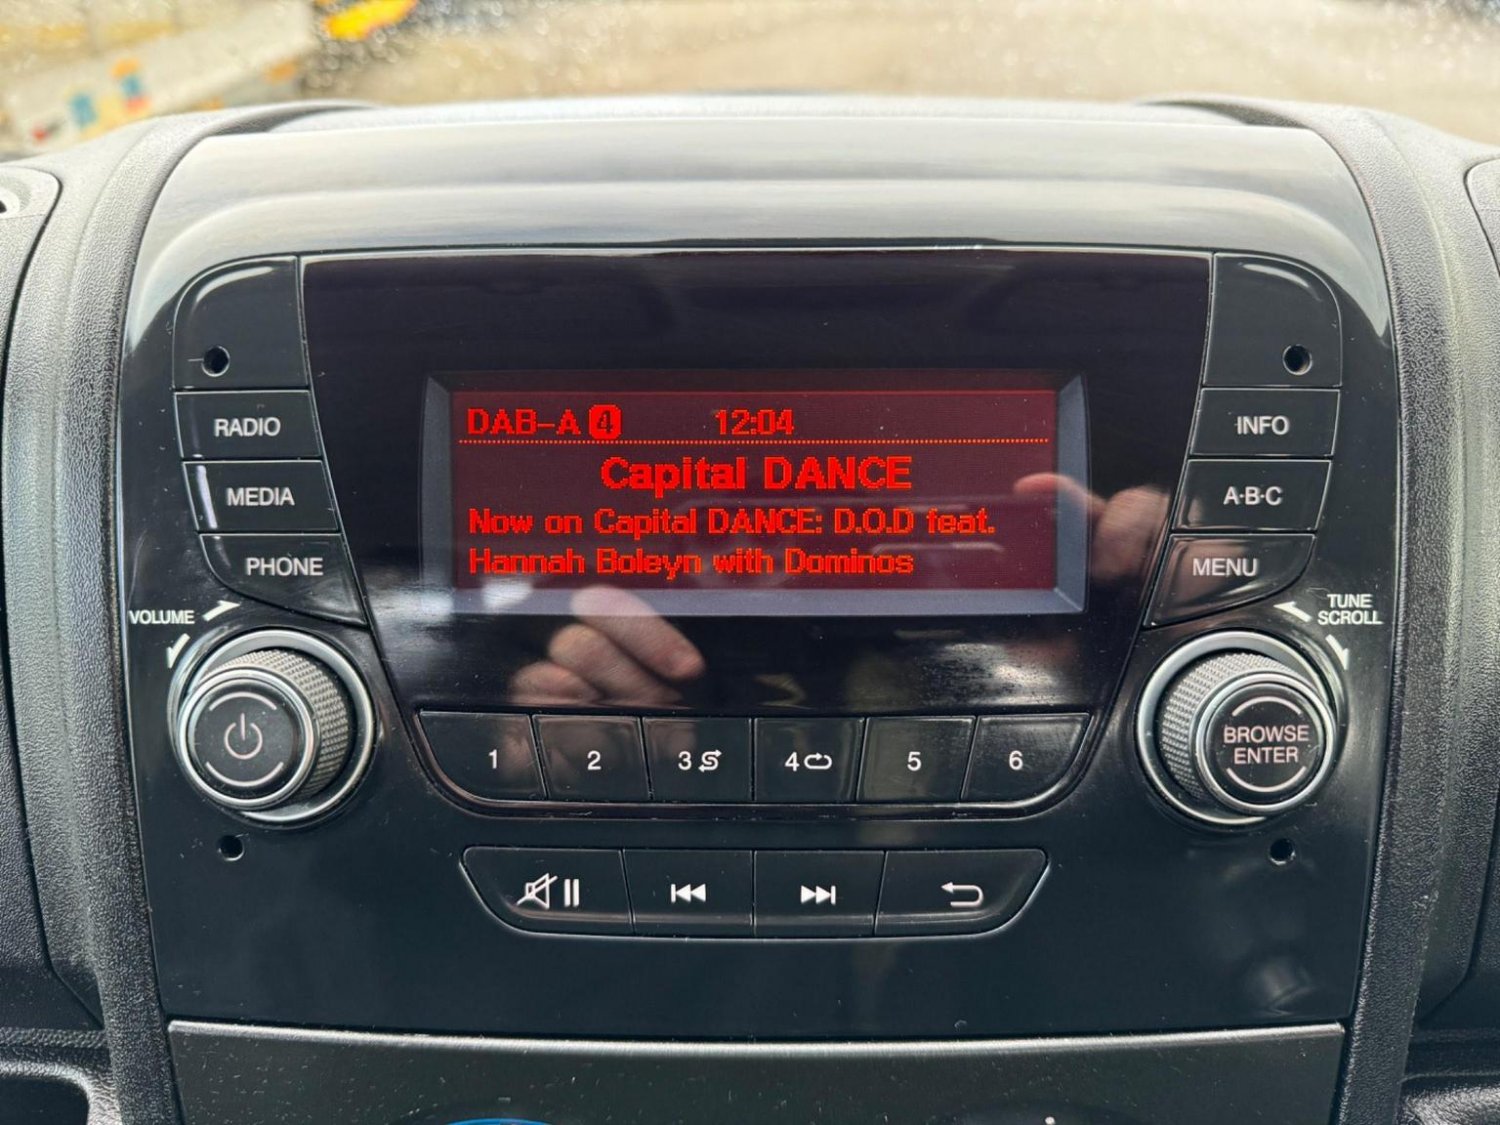 DAB-A 4 12:04
Capital DANCE
Now on Capital DANCE: D.O.D feat.
Hannah Boleyn with Dominos
RADIO
MEDIA
PHONE
INFO
A·B·C
MENU
VOLUME
TUNE
SCROLL
BROWSE
ENTER
1 2 3 4 5 6